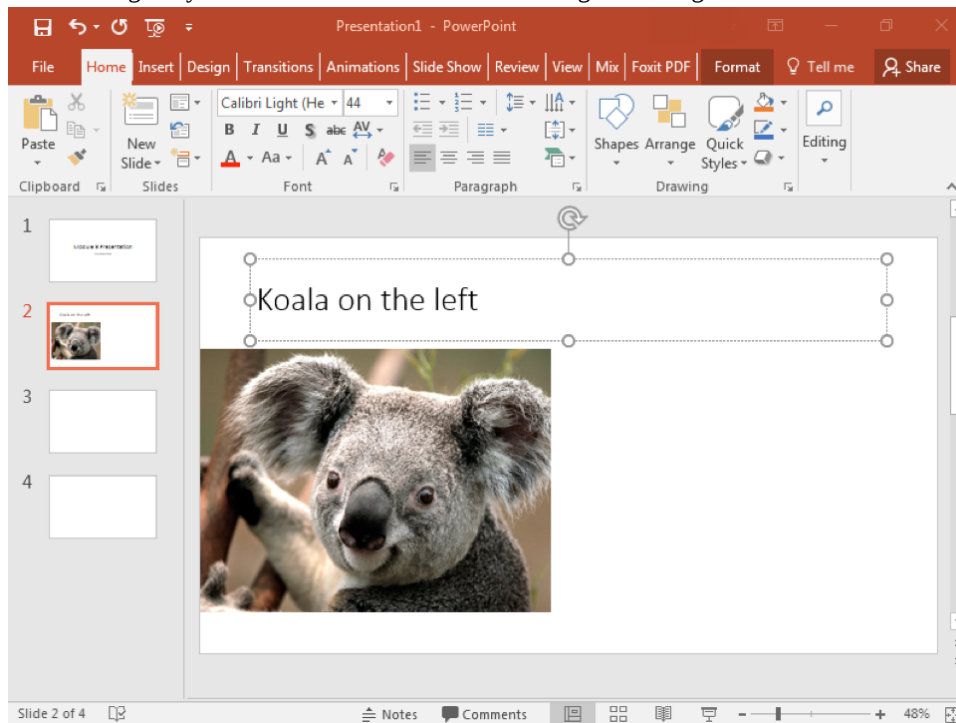 Presentation1 - PowerPoint
File Home Insert Design Transitions Animations Slide Show Review View Mix Foxit PDF Format Tell me Share
Calibri Light (He 44
Paste New Slide B I U S abc AV Shapes Arrange Quick Styles Editing
A Aa A A
Clipboard Slides Font Paragraph Drawing
1
2
3
4
Koala on the left
Slide 2 of 4 Notes Comments 48%